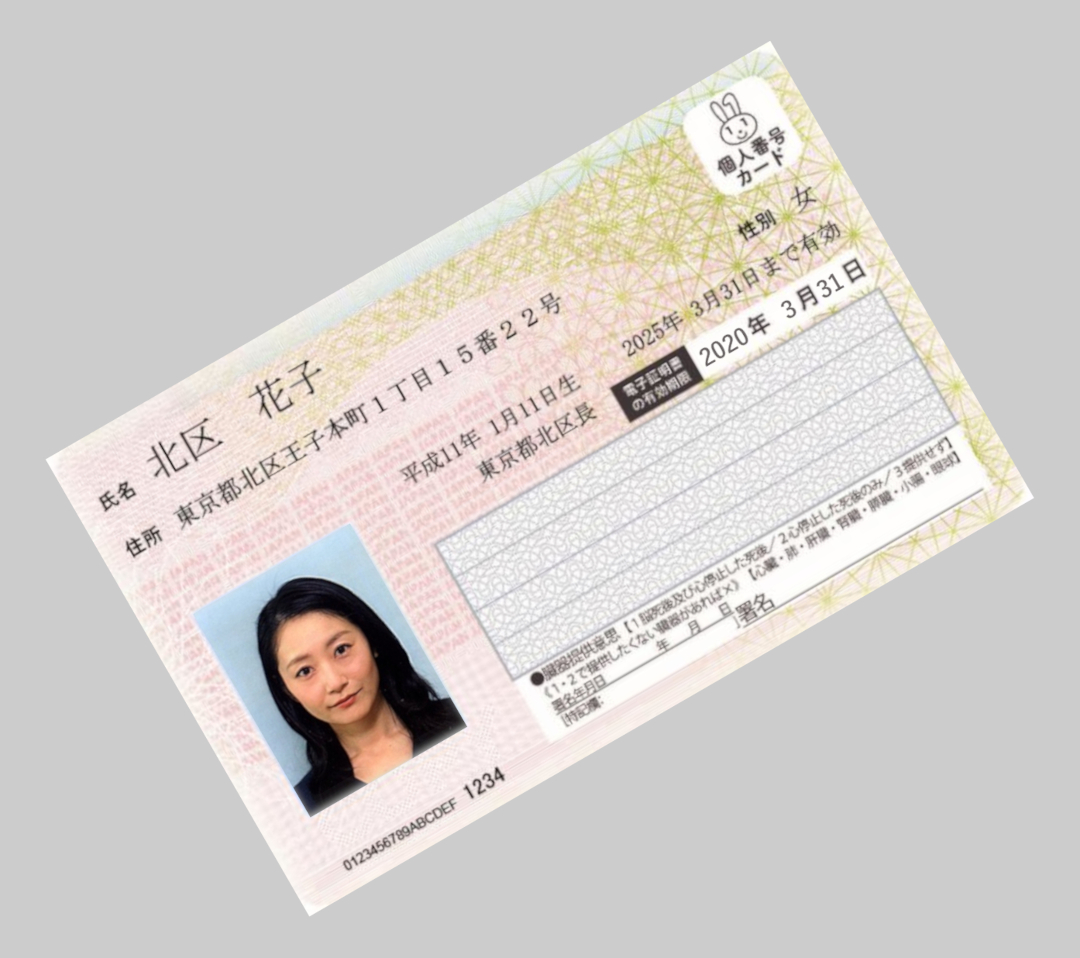 個人番号
カード
氏名 北区 花子
住所 東京都北区王子本町1丁目15番22号
性別 女
平成11年 1月11日生
2025年 3月31日まで有効
東京都北区長
電子証明書
の有効期限
2020年 3月31日
●臓器提供意思【1脳死後及び心停止した死後/2心停止した死後のみ/3提供せず】
《1・2で提供したくない臓器があれば×》【心臓・肺・肝臓・腎臓・膵臓・小腸・眼球】
署名年月日 年 月 日 署名
[特記欄: ]
0123456789ABCDEF 1234